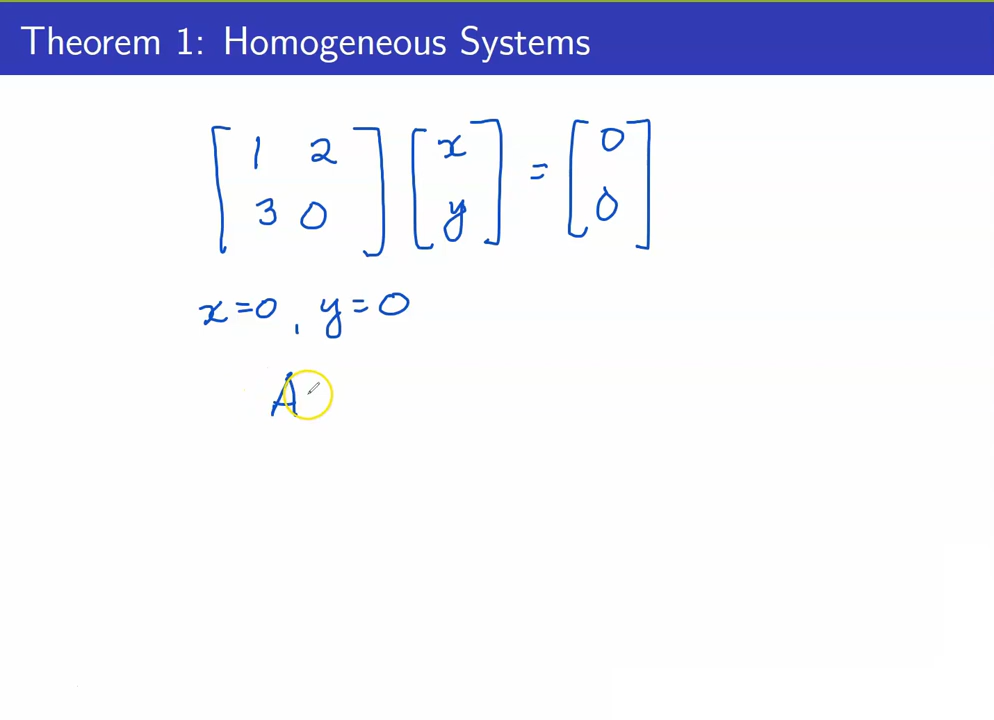 Theorem 1: Homogeneous Systems
[1 2; 3 0] [x; y] = [0; 0]
x=0, y=0
A